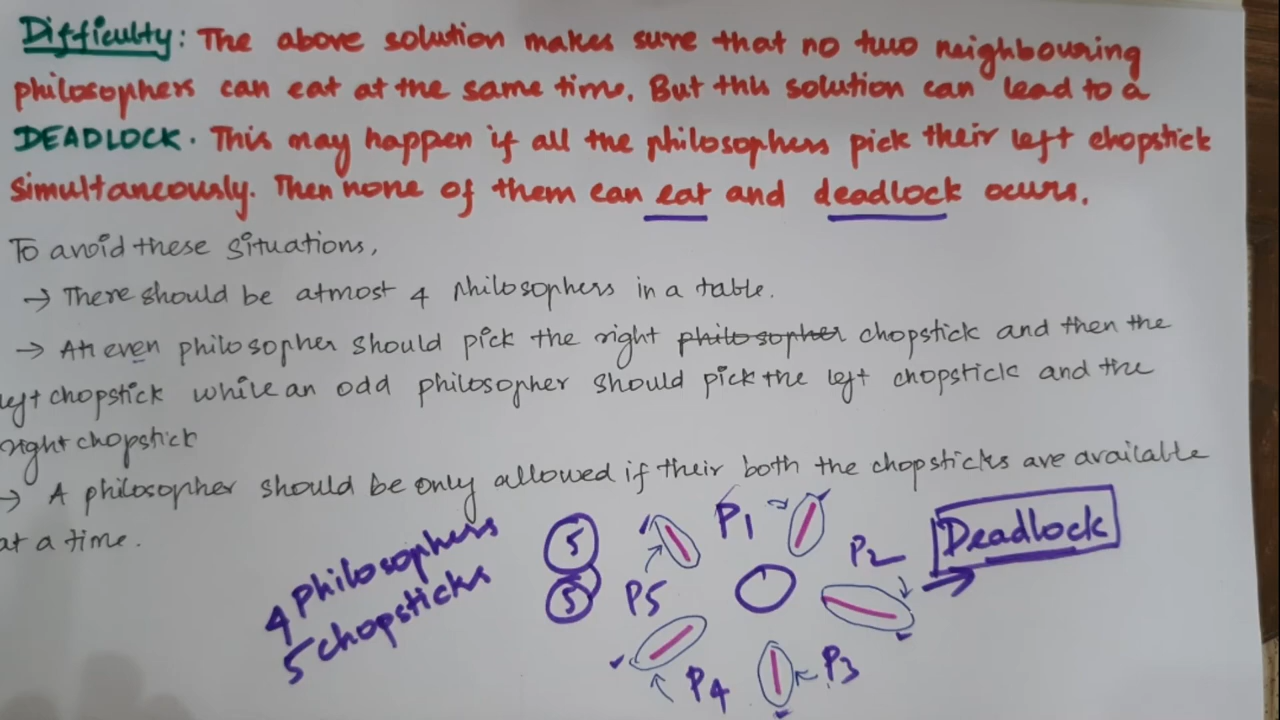 Difficulty: The above solution makes sure that no two neighbouring
philosophers can eat at the same time. But this solution can lead to a
DEADLOCK. This may happen if all the philosophers pick their left chopstick
simultaneously. Then none of them can eat and deadlock ocurs.
To avoid these situations,
→ There should be atmost 4 philosophers in a table.
→ An even philosopher should pick the right philosopher chopstick and then the
left chopstick while an odd philosopher should pick the left chopstick and the
right chopstick
→ A philosopher should be only allowed if their both the chopsticks are available
at a time.
4 philosophers
5 chopsticks
5
5
P1
P2
P3
P4
P5
Deadlock